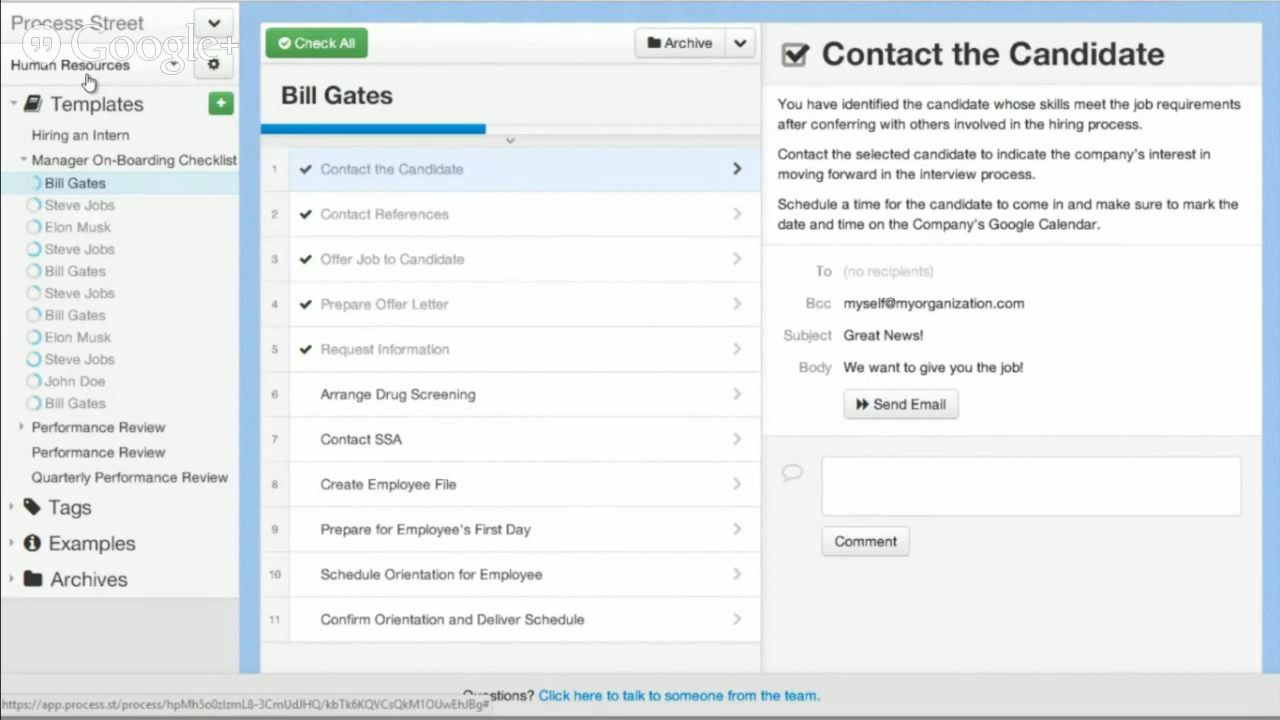 Process Street
Google+
Human Resources
Templates
Hiring an Intern
Manager On-Boarding Checklist
Bill Gates
Steve Jobs
Elon Musk
Steve Jobs
Bill Gates
Steve Jobs
Bill Gates
Elon Musk
Steve Jobs
John Doe
Bill Gates
Performance Review
Performance Review
Quarterly Performance Review
Tags
Examples
Archives
Check All
Archive
Bill Gates
1 Contact the Candidate
2 Contact References
3 Offer Job to Candidate
4 Prepare Offer Letter
5 Request Information
6 Arrange Drug Screening
7 Contact SSA
8 Create Employee File
9 Prepare for Employee's First Day
10 Schedule Orientation for Employee
11 Confirm Orientation and Deliver Schedule
Contact the Candidate
You have identified the candidate whose skills meet the job requirements
after conferring with others involved in the hiring process.
Contact the selected candidate to indicate the company's interest in
moving forward in the interview process.
Schedule a time for the candidate to come in and make sure to mark the
date and time on the Company's Google Calendar.
To (no recipients)
Bcc myself@myorganization.com
Subject Great News!
Body We want to give you the job!
Send Email
Comment
Questions? Click here to talk to someone from the team.